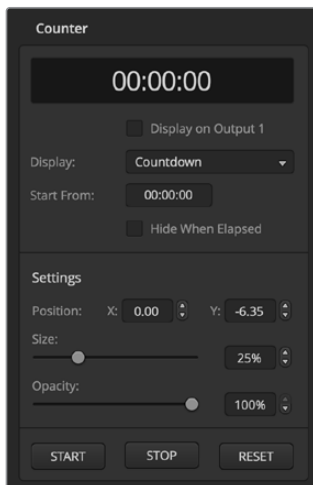 Counter
00:00:00
Display on Output 1
Display: Countdown
Start From: 00:00:00
Hide When Elapsed
Settings
Position: X: 0.00 Y: -6.35
Size:
25%
Opacity:
100%
START STOP RESET